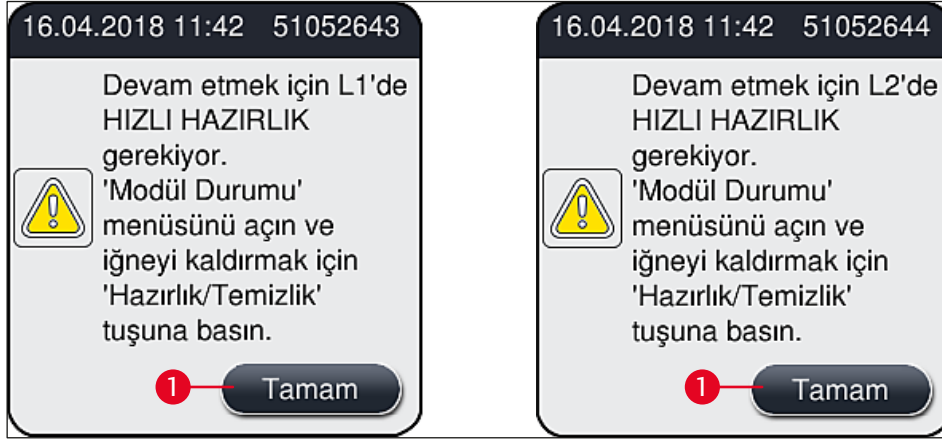 16.04.2018 11:42 51052643
Devam etmek için L1'de
HIZLI HAZIRLIK
gerekiyor.
'Modül Durumu'
menüsünü açın ve
iğneyi kaldırmak için
'Hazırlık/Temizlik'
tuşuna basın.
1 Tamam
16.04.2018 11:42 51052644
Devam etmek için L2'de
HIZLI HAZIRLIK
gerekiyor.
'Modül Durumu'
menüsünü açın ve
iğneyi kaldırmak için
'Hazırlık/Temizlik'
tuşuna basın.
1 Tamam